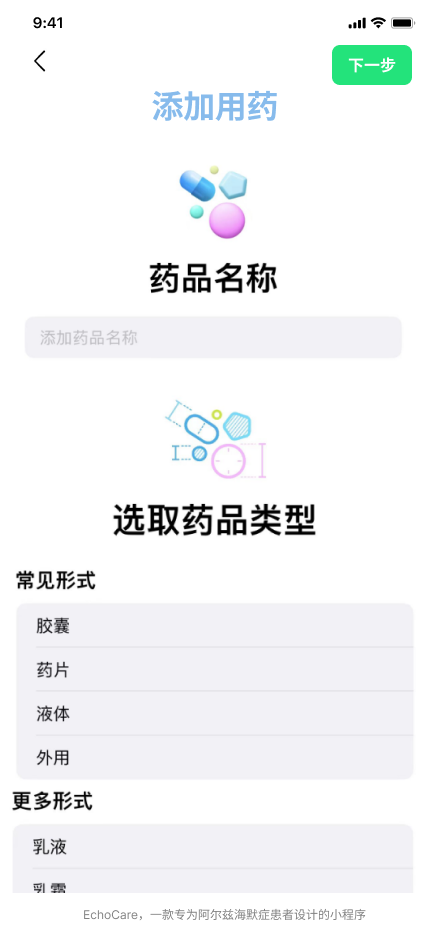 9:41
下一步
添加用药
药品名称
添加药品名称
选取药品类型
常见形式
胶囊
药片
液体
外用
更多形式
乳液
乳霜
EchoCare，一款专为阿尔兹海默症患者设计的小程序